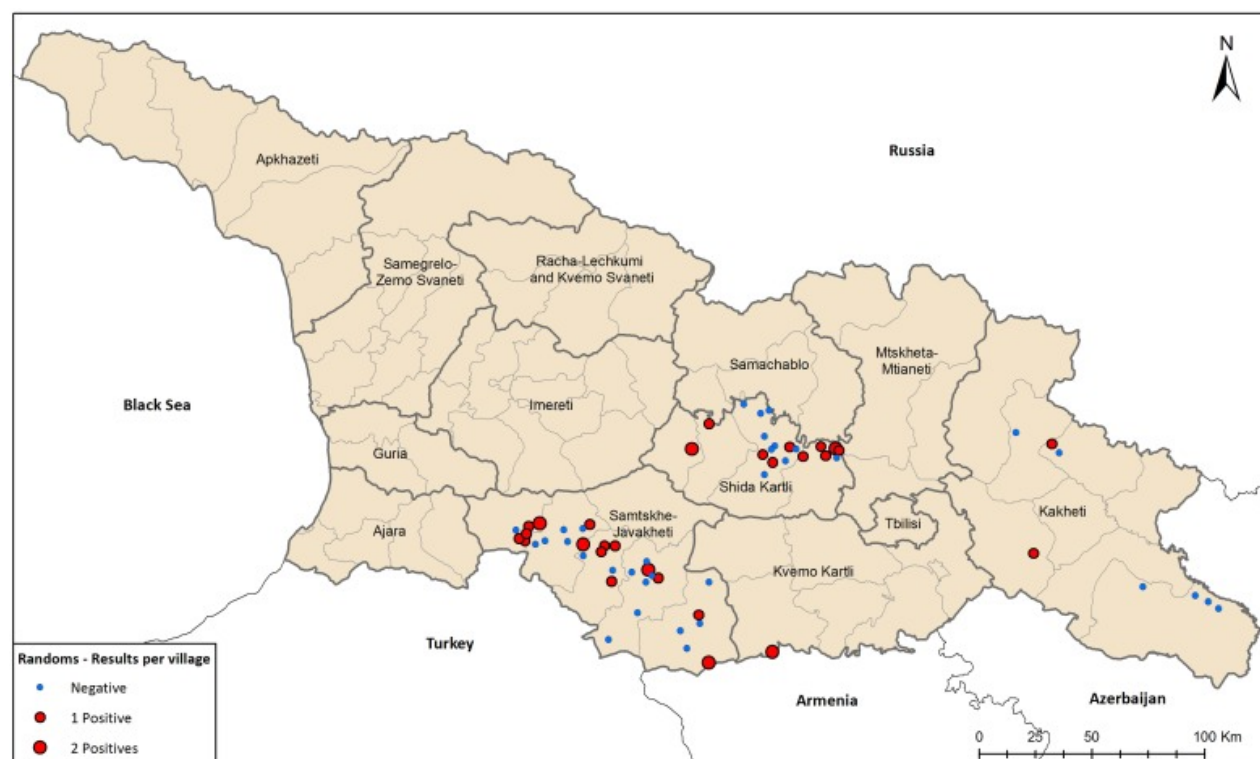 N
Russia
Apkhazeti
Samegrelo-
Zemo Svaneti
Racha-Lechkumi
and Kvemo Svaneti
Samachablo
Mtskheta-
Mtianeti
Black Sea
Imereti
Guria
Shida Kartli
Ajara
Samtskhe-
Javakheti
Tbilisi
Kakheti
Kvemo Kartli
Turkey
Armenia
Azerbaijan
Randoms - Results per village
Negative
1 Positive
2 Positives
0 25 50 100 Km